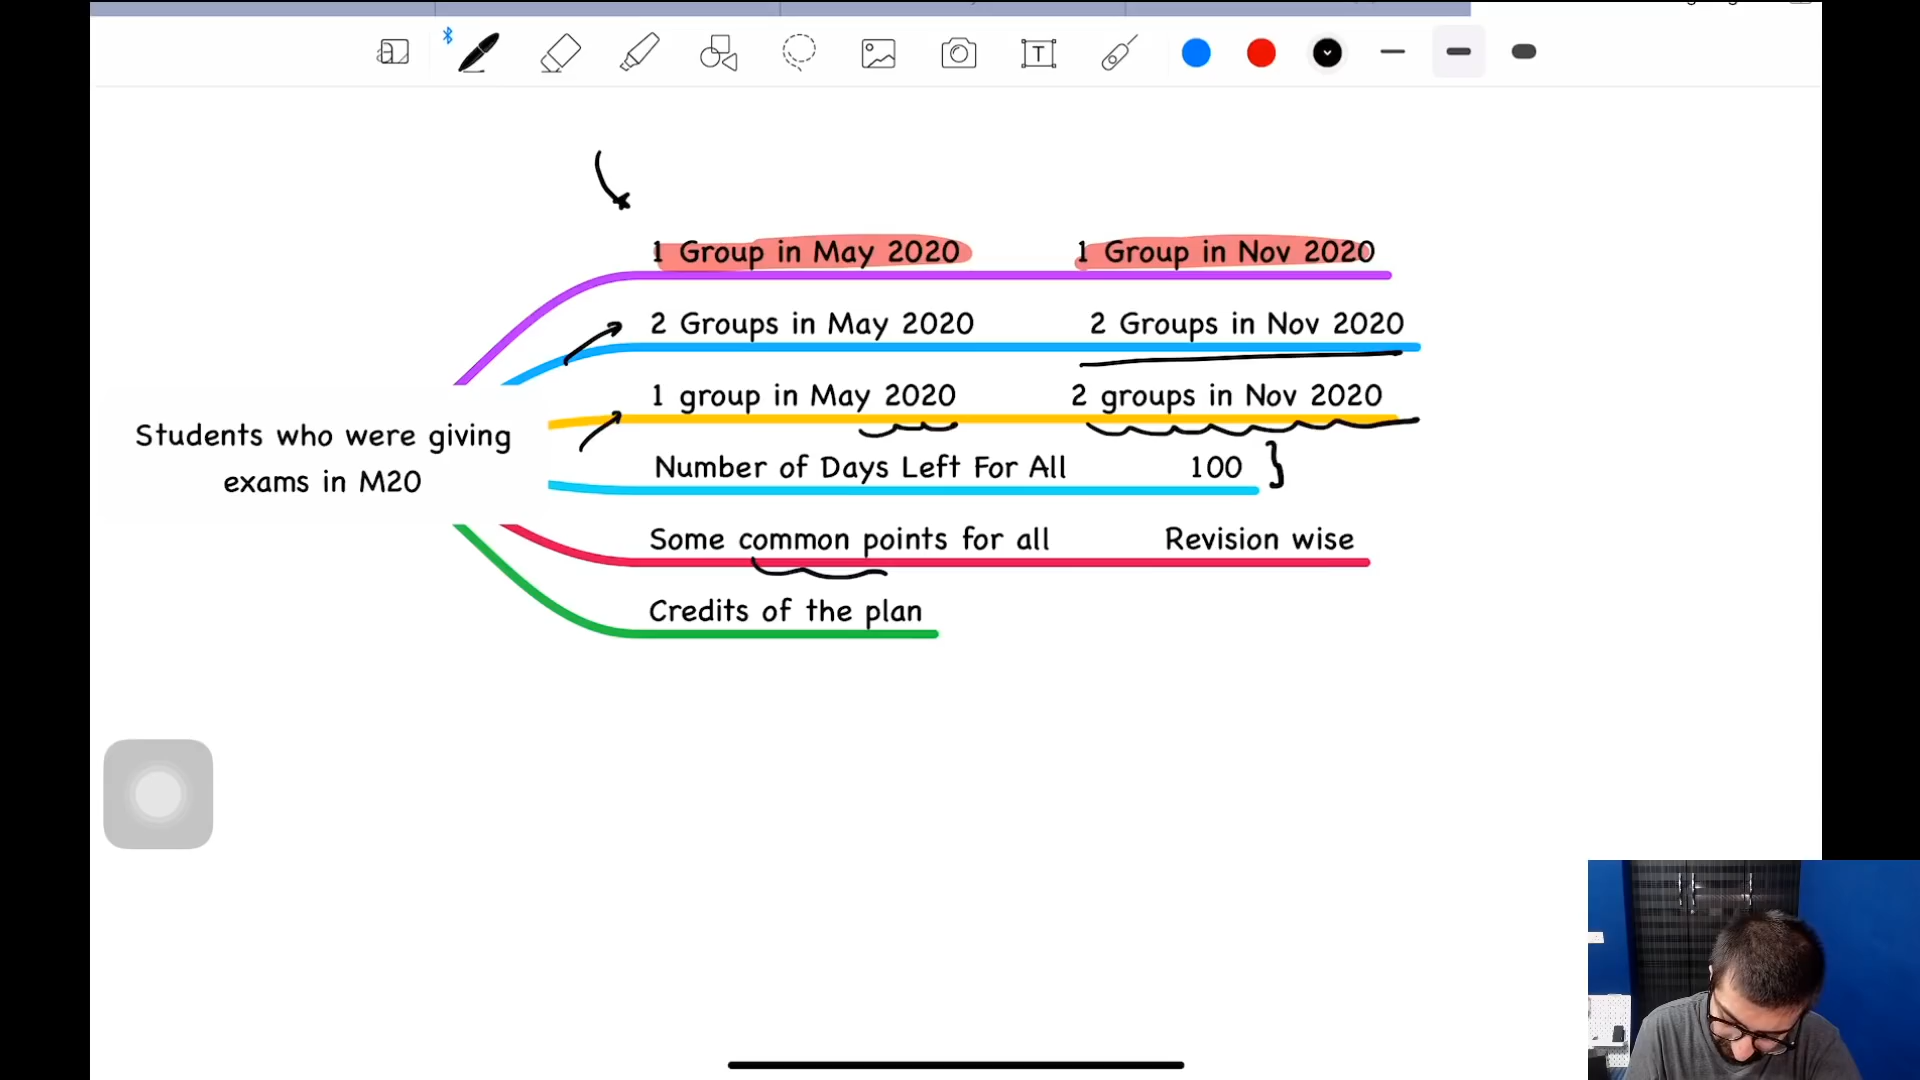 1 Group in May 2020 1 Group in Nov 2020
2 Groups in May 2020 2 Groups in Nov 2020
1 group in May 2020 2 groups in Nov 2020
Students who were giving
exams in M20
Number of Days Left For All 100
Some common points for all Revision wise
Credits of the plan